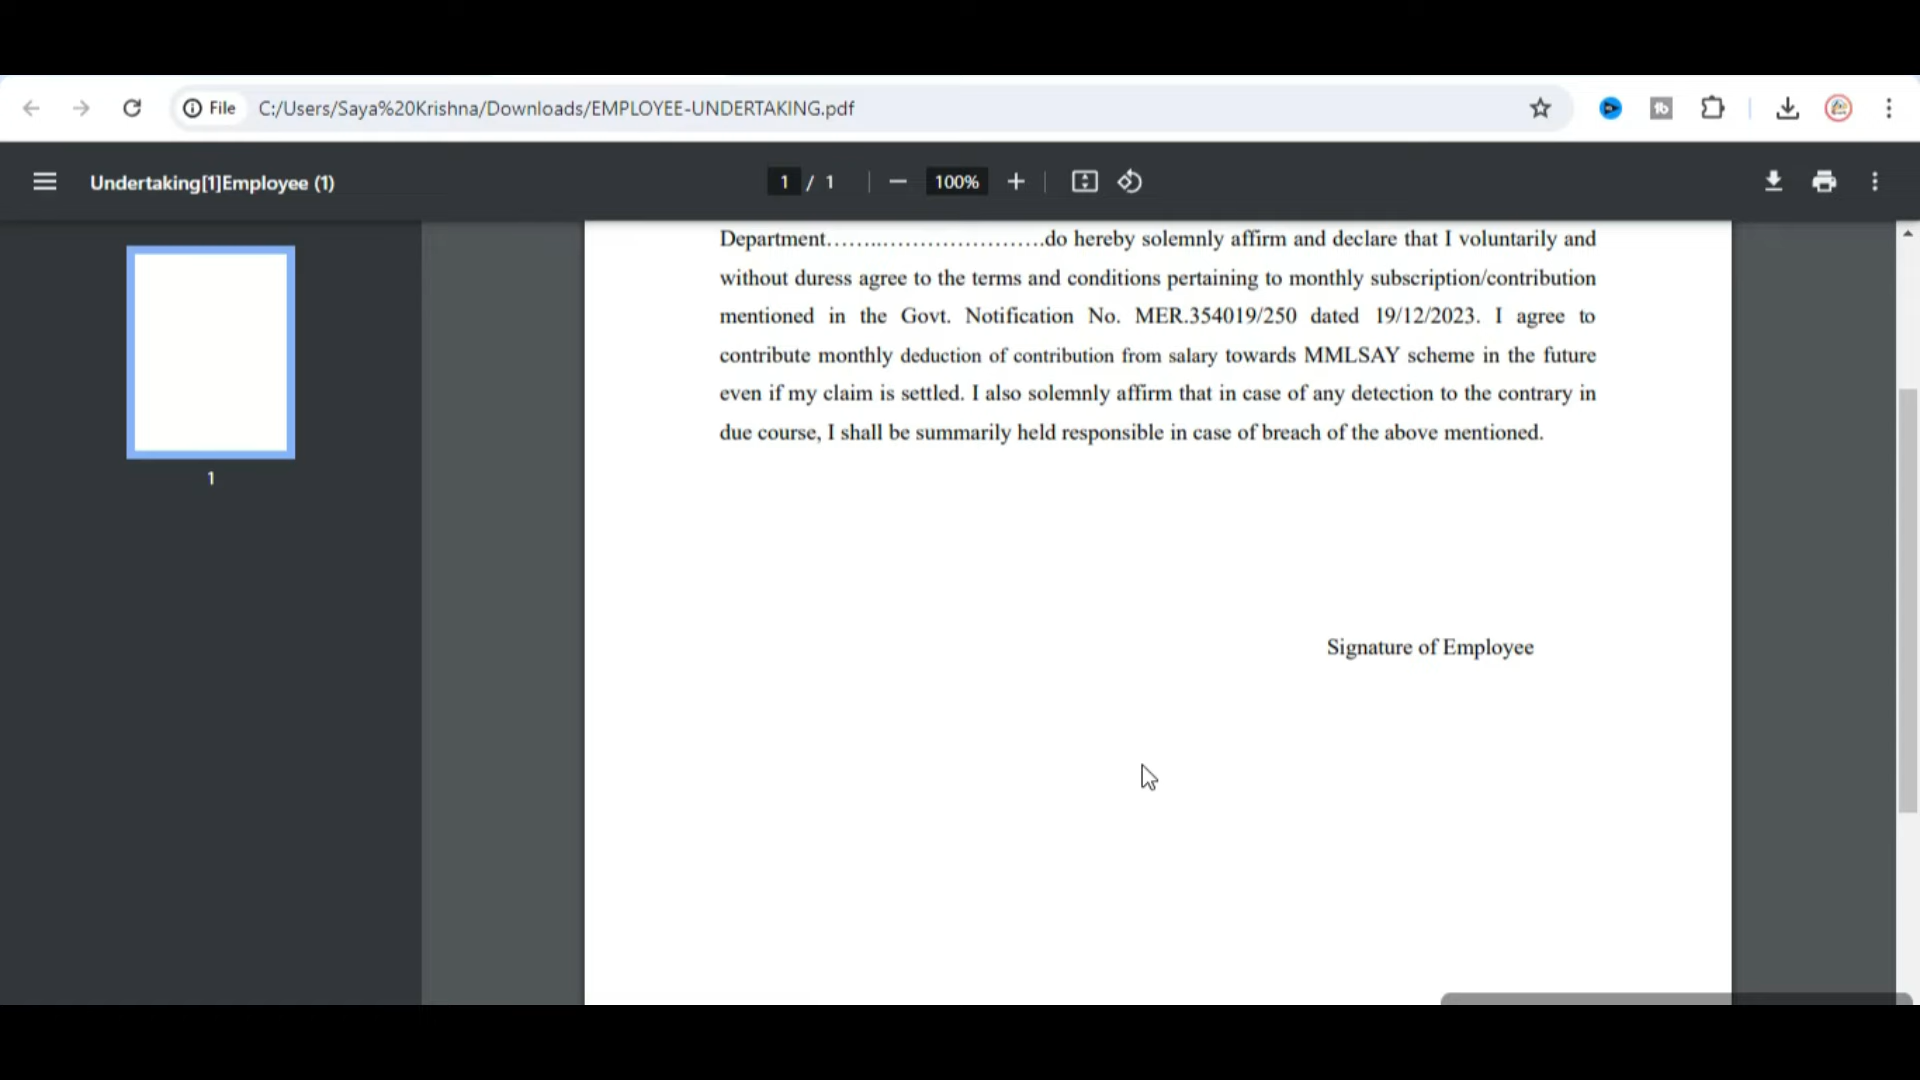 File C:/Users/Saya%20Krishna/Downloads/EMPLOYEE-UNDERTAKING.pdf
Undertaking[1]Employee (1) 1 / 1 100%
1
Department……..…………………….do hereby solemnly affirm and declare that I voluntarily and
without duress agree to the terms and conditions pertaining to monthly subscription/contribution
mentioned in the Govt. Notification No. MER.354019/250 dated 19/12/2023. I agree to
contribute monthly deduction of contribution from salary towards MMLSAY scheme in the future
even if my claim is settled. I also solemnly affirm that in case of any detection to the contrary in
due course, I shall be summarily held responsible in case of breach of the above mentioned.
Signature of Employee